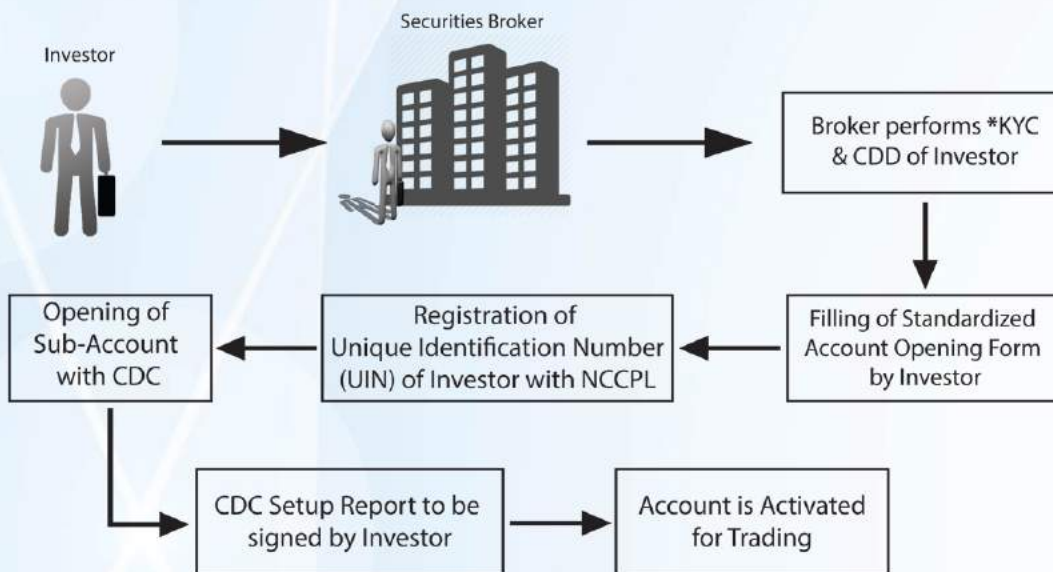 Investor
Securities Broker
Broker performs *KYC
& CDD of Investor
Filling of Standardized
Account Opening Form
by Investor
Registration of
Unique Identification Number
(UIN) of Investor with NCCPL
Opening of
Sub-Account
with CDC
CDC Setup Report to be
signed by Investor
Account is Activated
for Trading